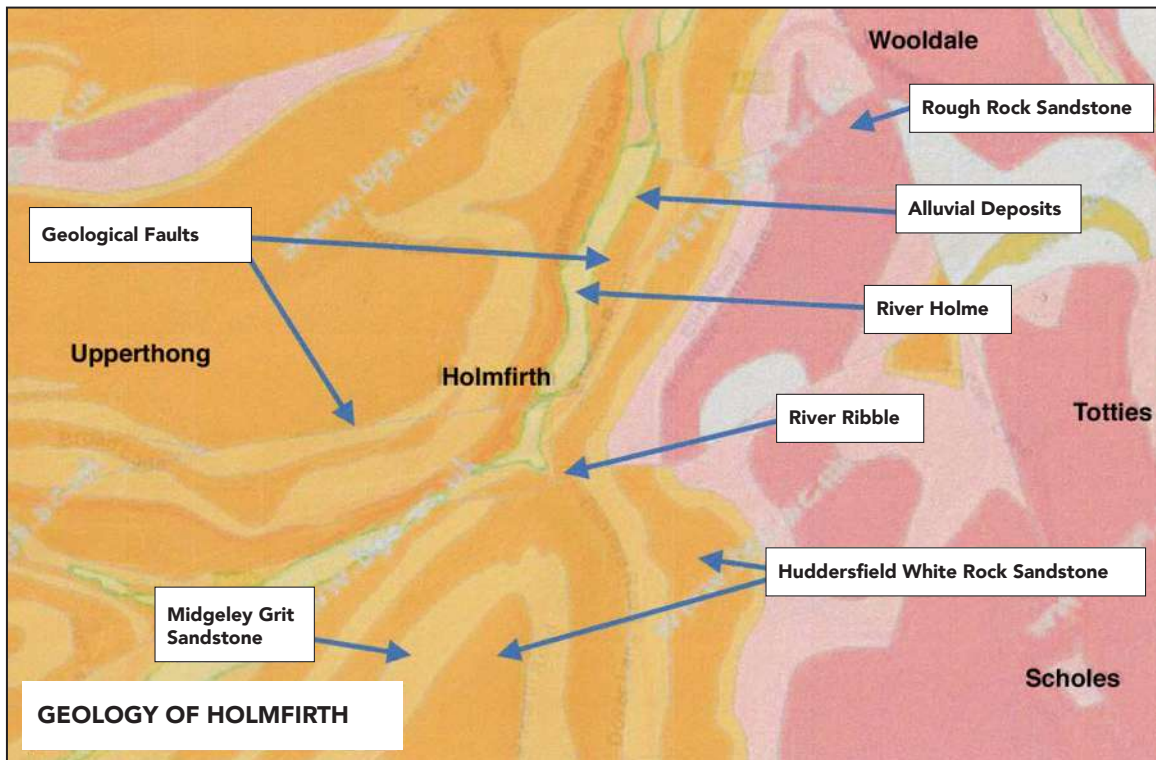 Wooldale
Rough Rock Sandstone
Alluvial Deposits
Geological Faults
River Holme
Upperthong
Holmfirth
River Ribble
Totties
Huddersfield White Rock Sandstone
Midgeley Grit
Sandstone
Scholes
GEOLOGY OF HOLMFIRTH